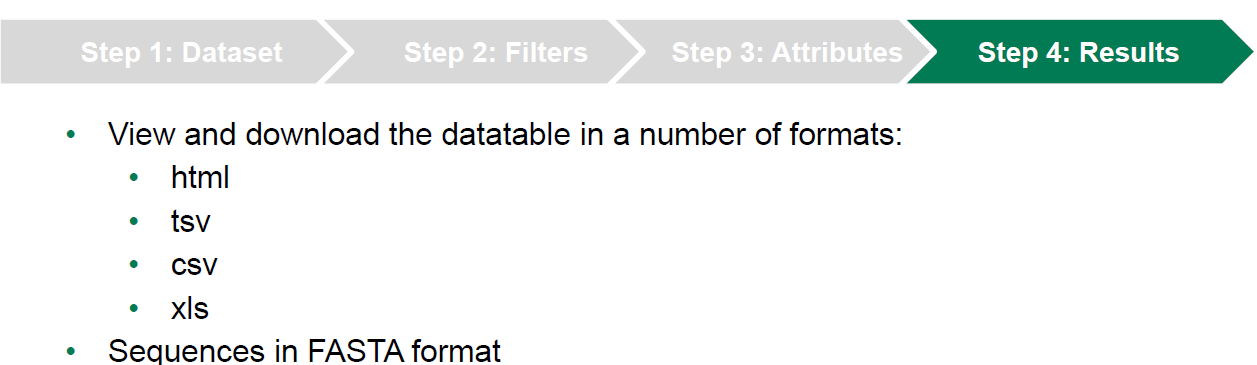 Step 1: Dataset Step 2: Filters Step 3: Attributes Step 4: Results
• View and download the datatable in a number of formats:
• html
• tsv
• csv
• xls
• Sequences in FASTA format